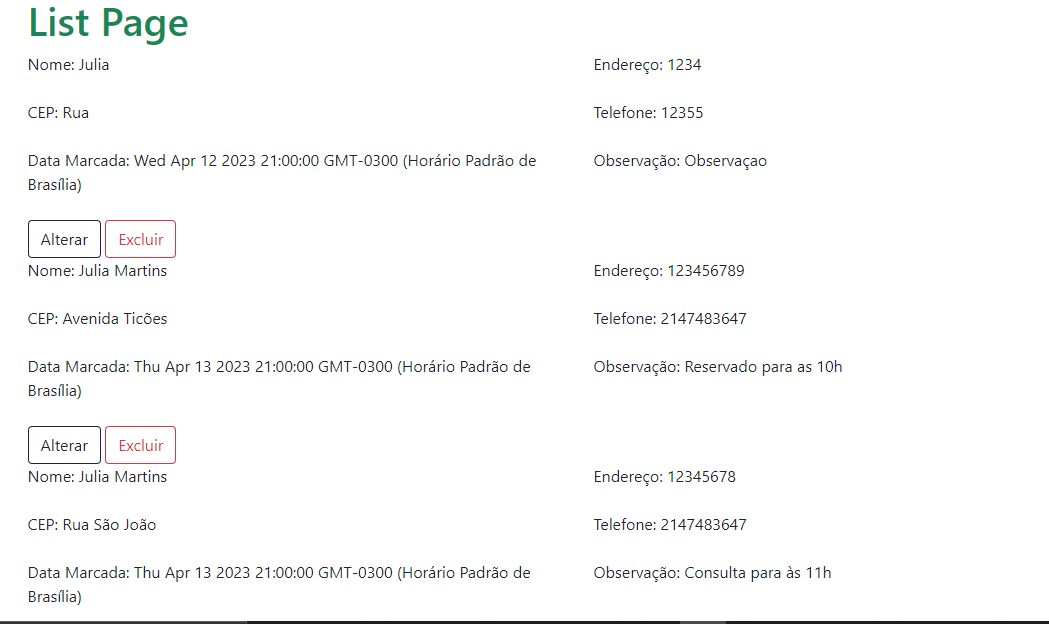 List Page
Nome: Julia
Endereço: 1234
CEP: Rua
Telefone: 12355
Data Marcada: Wed Apr 12 2023 21:00:00 GMT-0300 (Horário Padrão de
Brasília)
Observação: Observaçao
Alterar Excluir
Nome: Julia Martins
Endereço: 123456789
CEP: Avenida Ticões
Telefone: 2147483647
Data Marcada: Thu Apr 13 2023 21:00:00 GMT-0300 (Horário Padrão de
Brasília)
Observação: Reservado para as 10h
Alterar Excluir
Nome: Julia Martins
Endereço: 12345678
CEP: Rua São João
Telefone: 2147483647
Data Marcada: Thu Apr 13 2023 21:00:00 GMT-0300 (Horário Padrão de
Brasília)
Observação: Consulta para às 11h